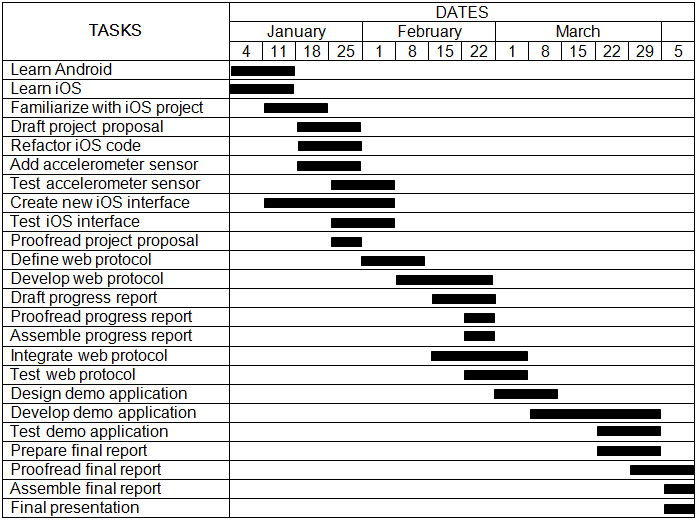 DATES
TASKS
January February March
4 11 18 25 1 8 15 22 1 8 15 22 29 5
Learn Android
Learn iOS
Familiarize with iOS project
Draft project proposal
Refactor iOS code
Add accelerometer sensor
Test accelerometer sensor
Create new iOS interface
Test iOS interface
Proofread project proposal
Define web protocol
Develop web protocol
Draft progress report
Proofread progress report
Assemble progress report
Integrate web protocol
Test web protocol
Design demo application
Develop demo application
Test demo application
Prepare final report
Proofread final report
Assemble final report
Final presentation